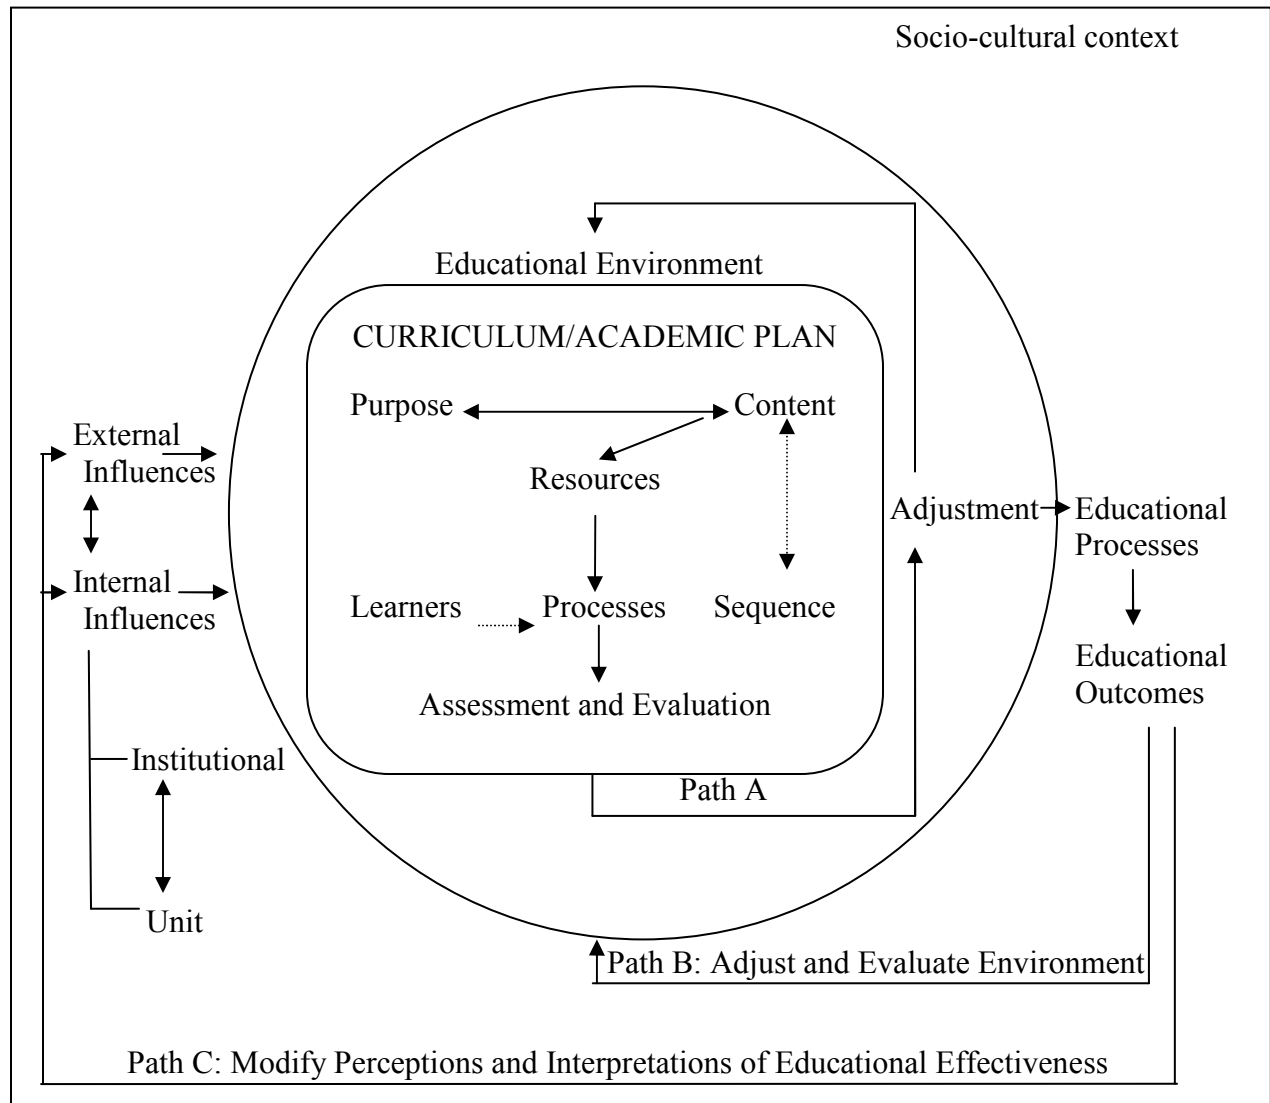 Socio-cultural context
Educational Environment
CURRICULUM/ACADEMIC PLAN
Purpose
Content
External
Influences
Resources
Adjustment
Educational
Processes
Internal
Influences
Learners
Processes
Sequence
Educational
Outcomes
Assessment and Evaluation
Institutional
Path A
Unit
Path B: Adjust and Evaluate Environment
Path C: Modify Perceptions and Interpretations of Educational Effectiveness